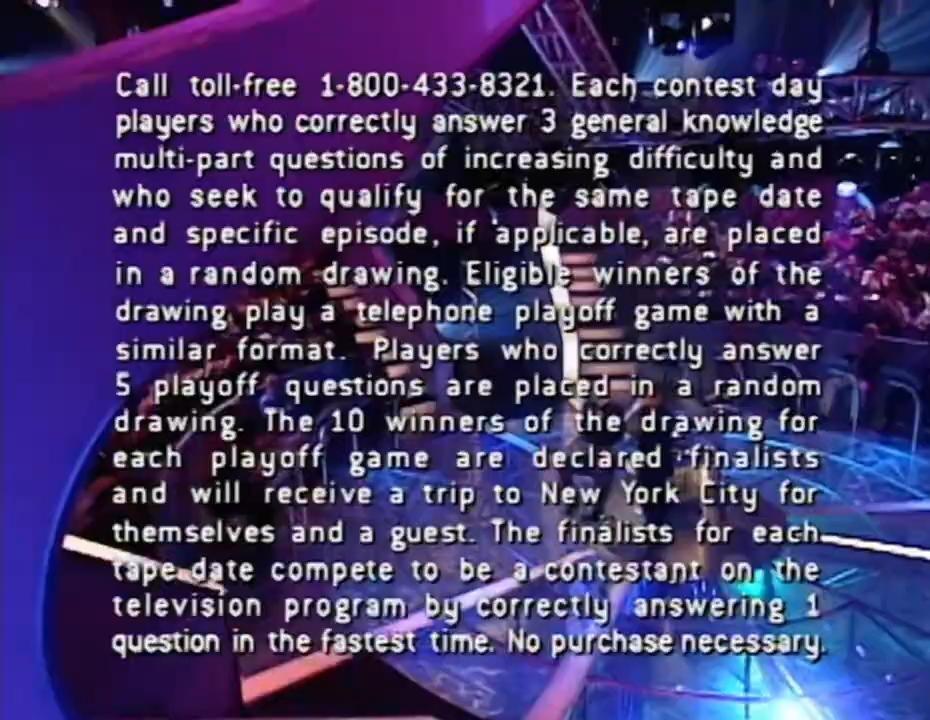 Call toll-free 1-800-433-8321. Each contest day
players who correctly answer 3 general knowledge
multi-part questions of increasing difficulty and
who seek to qualify for the same tape date
and specific episode, if applicable, are placed
in a random drawing. Eligible winners of the
drawing play a telephone playoff game with a
similar format. Players who correctly answer
5 playoff questions are placed in a random
drawing. The 10 winners of the drawing for
each playoff game are declared finalists
and will receive a trip to New York City for
themselves and a guest. The finalists for each
tape date compete to be a contestant on the
television program by correctly answering 1
question in the fastest time. No purchase necessary.